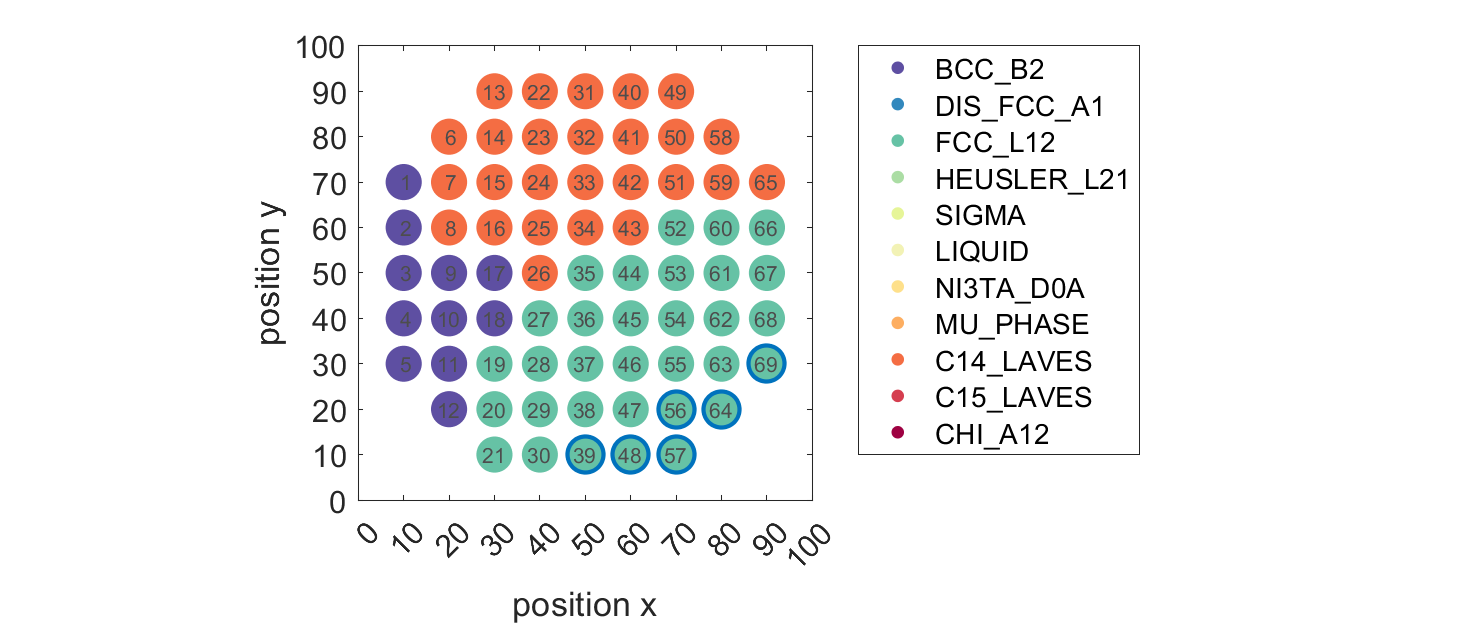 100
90
80
70
60
50
40
30
20
10
0
position y
13 22 31 40 49
6 14 23 32 41 50 58
1 7 15 24 33 42 51 59 65
2 8 16 25 34 43 52 60 66
3 9 17 26 35 44 53 61 67
4 10 18 27 36 45 54 62 68
5 11 19 28 37 46 55 63 69
12 20 29 38 47 56 64
21 30 39 48 57
0 10 20 30 40 50 60 70 80 90 100
position x
BCC_B2
DIS_FCC_A1
FCC_L12
HEUSLER_L21
SIGMA
LIQUID
NI3TA_D0A
MU_PHASE
C14_LAVES
C15_LAVES
CHI_A12